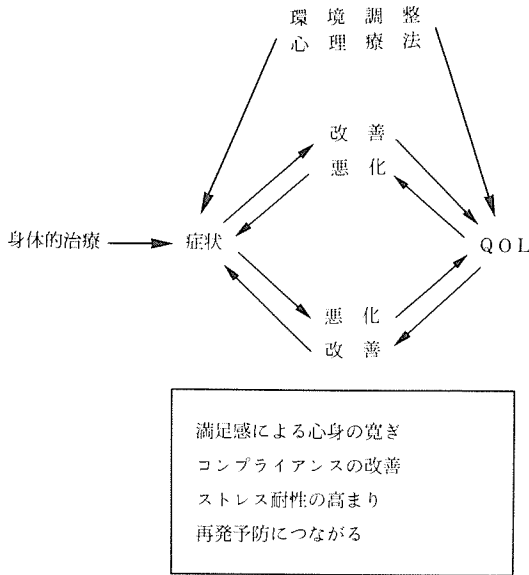 環境調整
心理療法
改善
悪化
身体的治療
症状
QOL
悪化
改善
満足感による心身の寛ぎ
コンプライアンスの改善
ストレス耐性の高まり
再発予防につながる